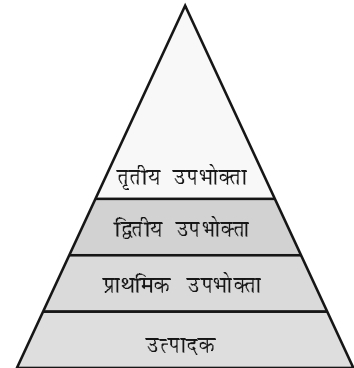 तृतीय उपभोक्ता
द्वितीय उपभोक्ता
प्राथमिक उपभोक्ता
उत्पादक